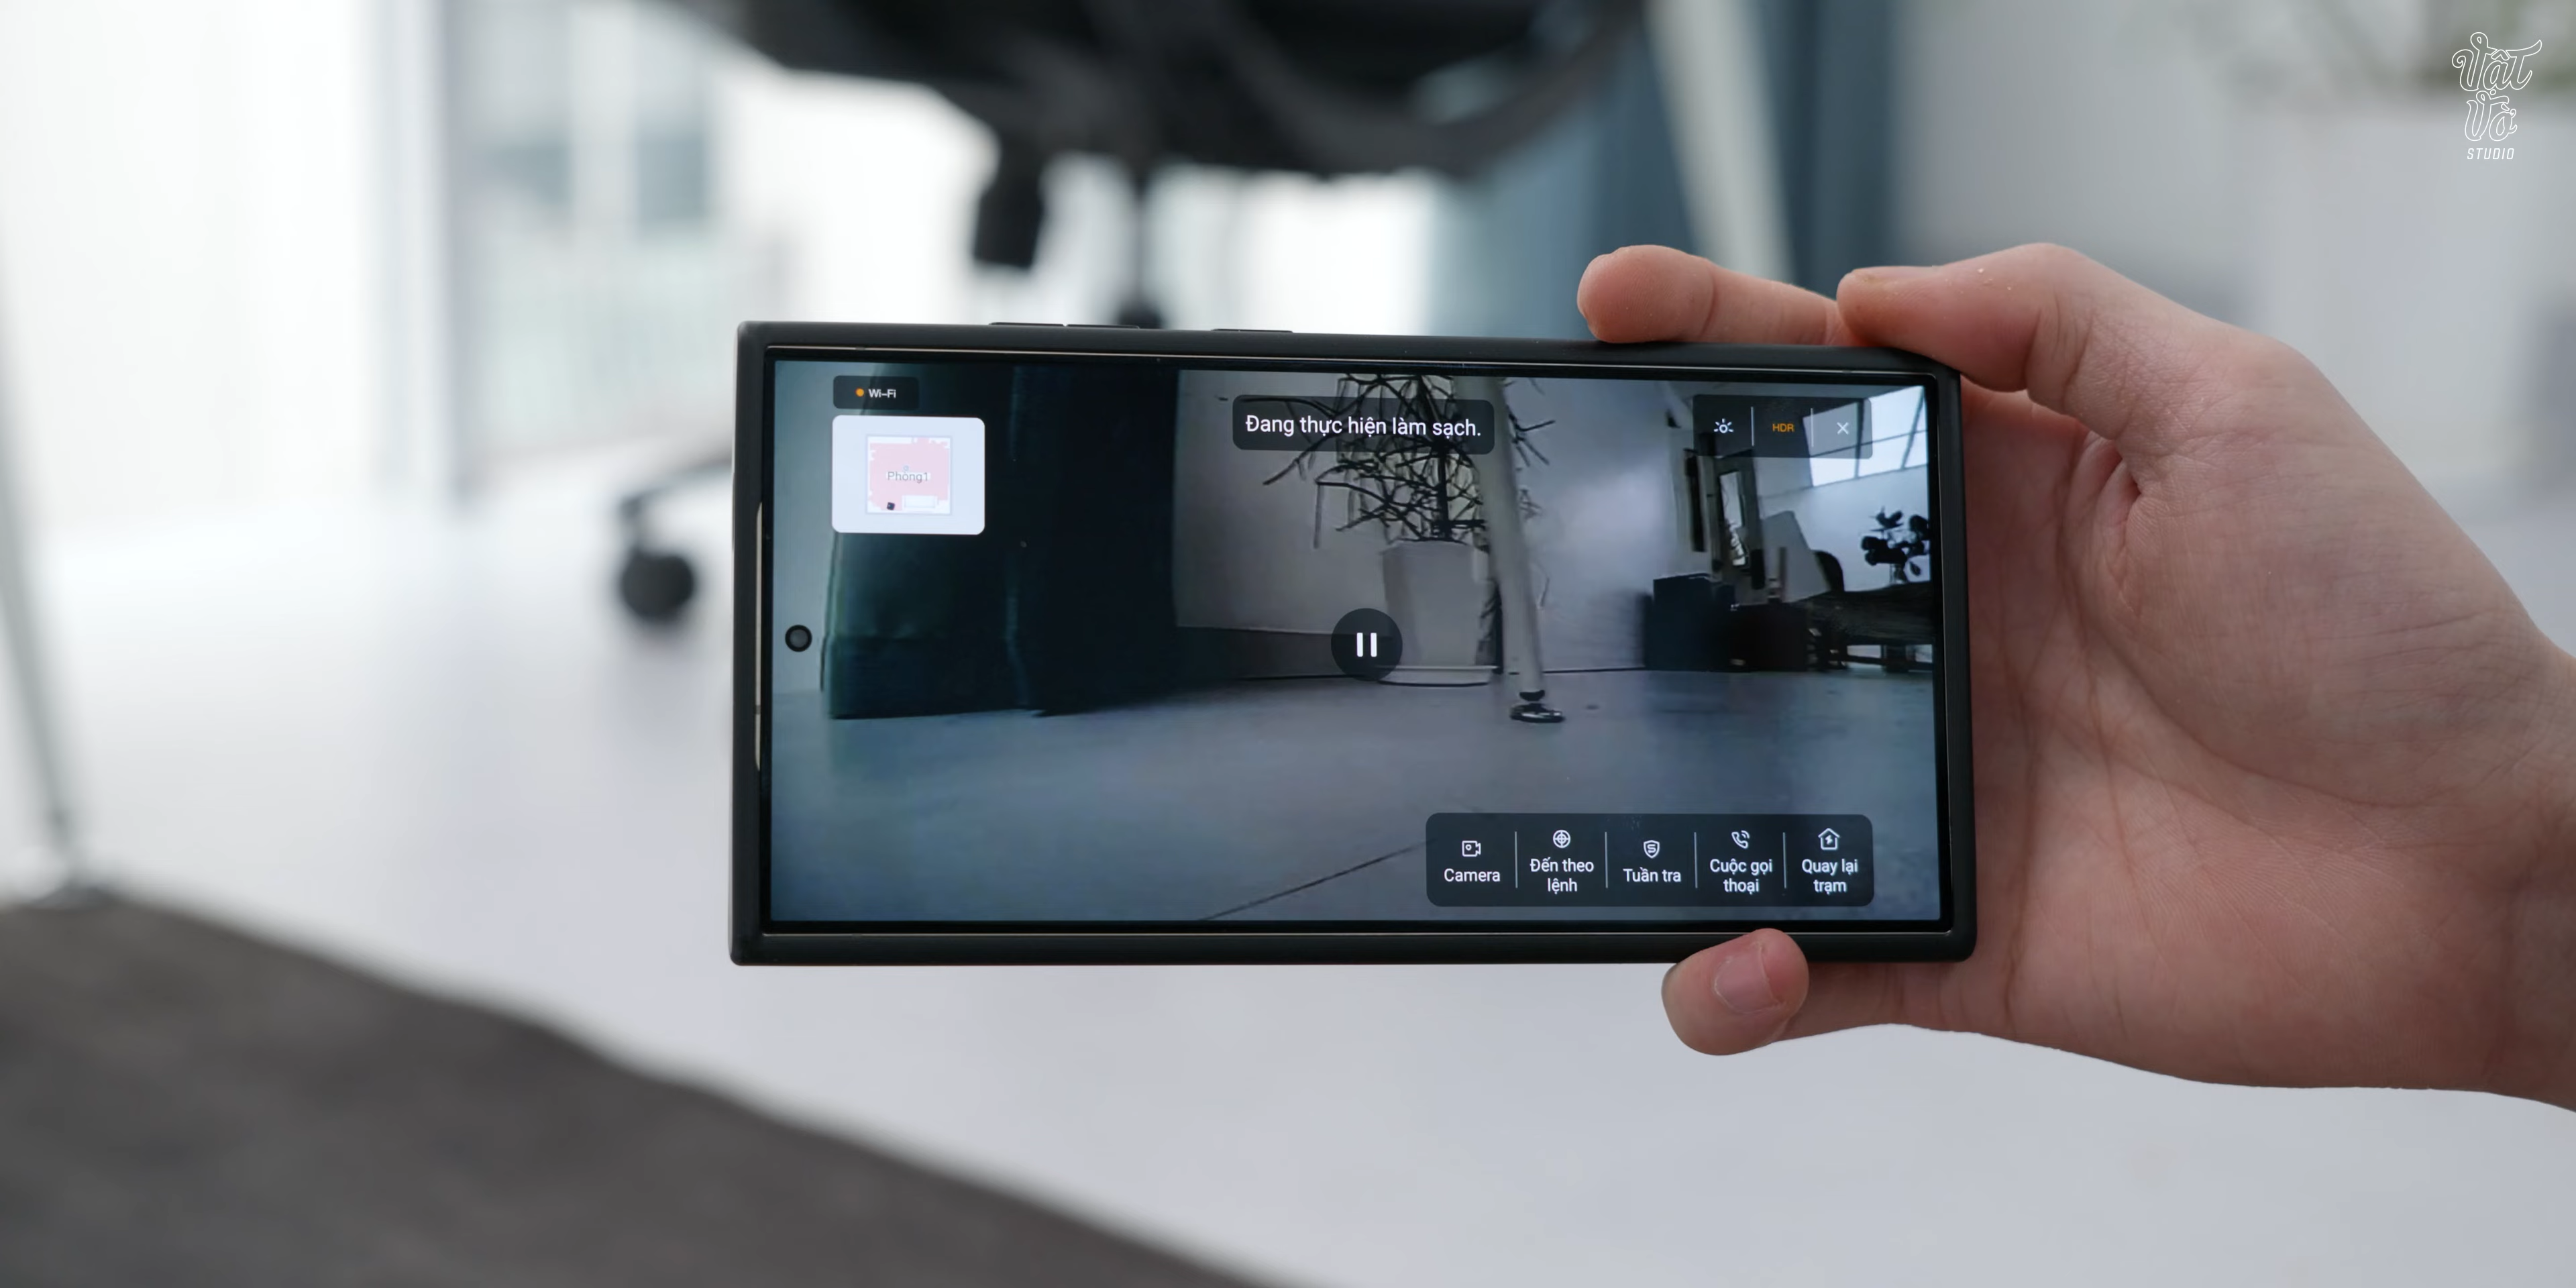 Vật
Vờ
STUDIO
Wi-Fi
Đang thực hiện làm sạch.
HDR
Phòng1
Camera
Đến theo
lệnh
Tuần tra
Cuộc gọi
thoại
Quay lại
trạm